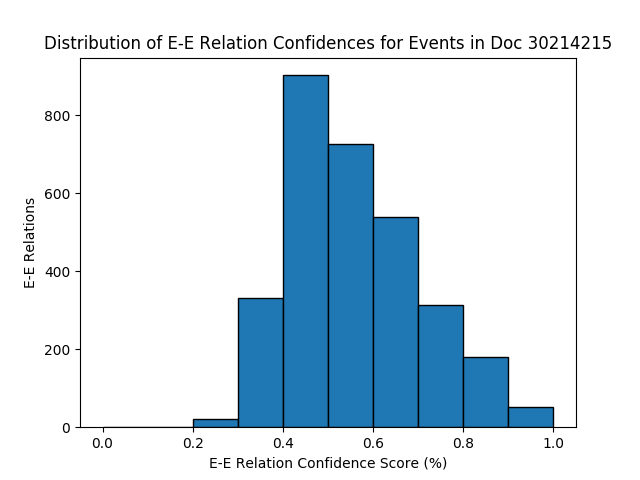 Distribution of E-E Relation Confidences for Events in Doc 30214215
E-E Relations
800
600
400
200
0
0.0 0.2 0.4 0.6 0.8 1.0
E-E Relation Confidence Score (%)